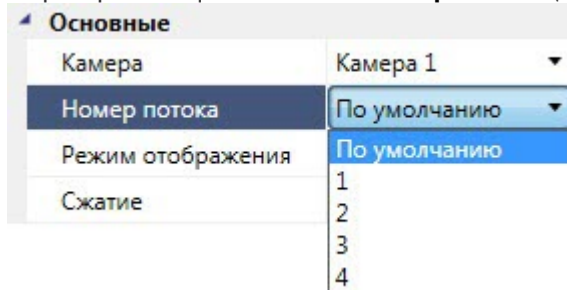 Основные
Камера Камера 1
Номер потока По умолчанию
Режим отображения По умолчанию
1
Сжатие 2
3
4